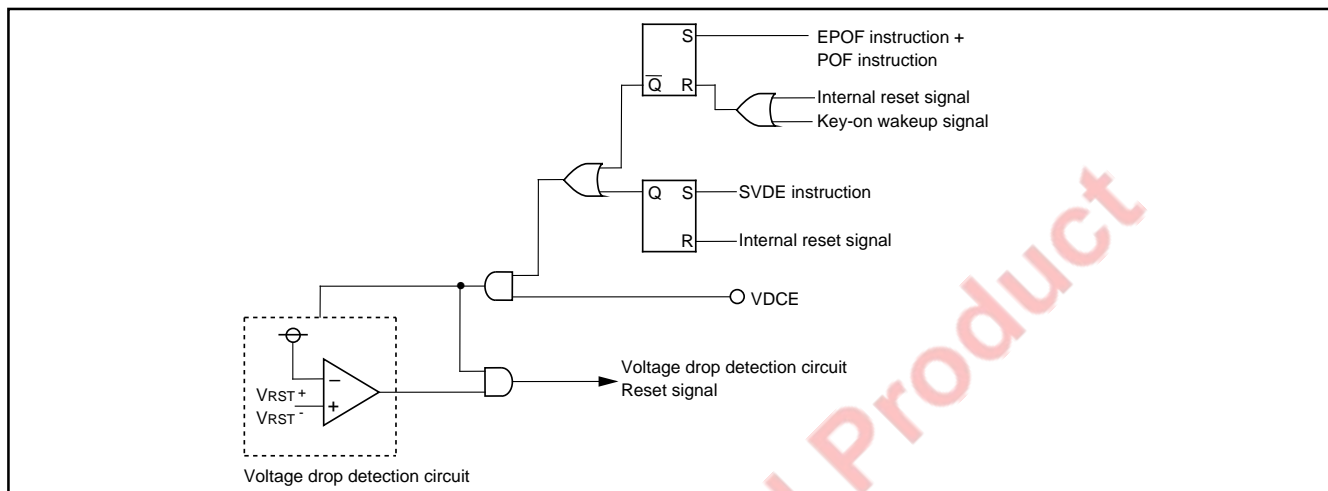 S
EPOF instruction +
POF instruction
Q
R
Internal reset signal
Key-on wakeup signal
Q
S
SVDE instruction
R
Internal reset signal
VDCE
−
VRST+
VRST-
+
Voltage drop detection circuit
Reset signal
Voltage drop detection circuit
Product